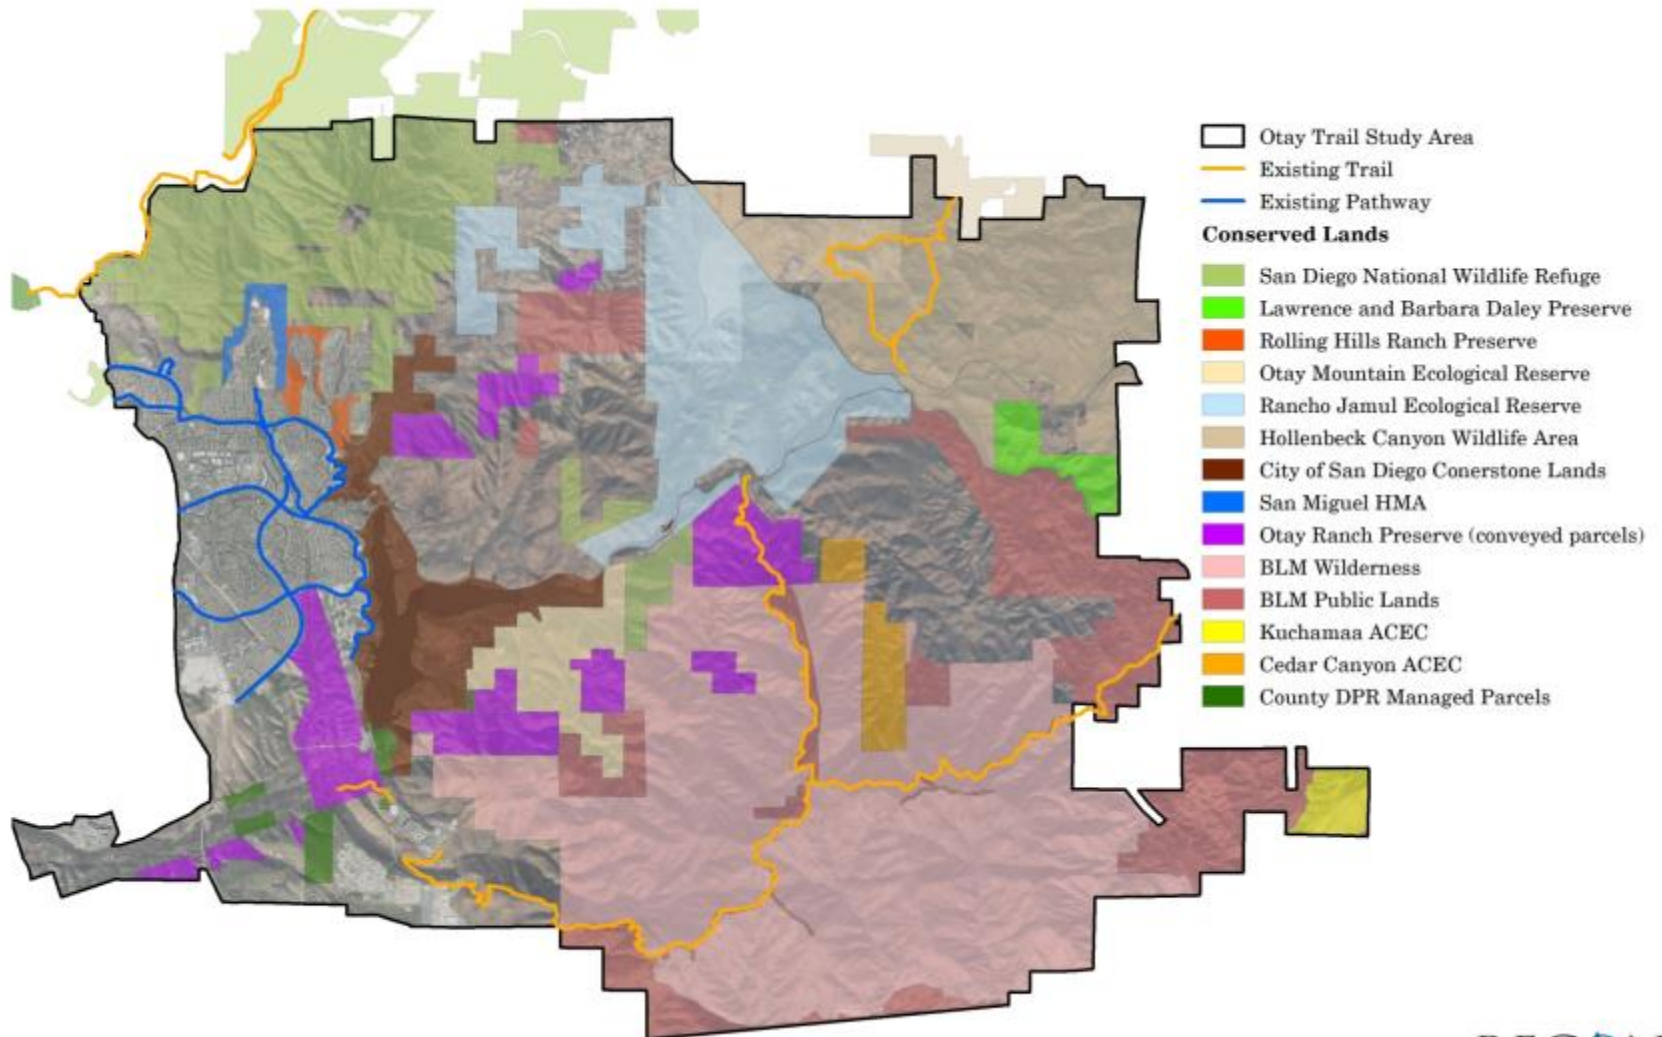 Otay Trail Study Area
Existing Trail
Existing Pathway
Conserved Lands
San Diego National Wildlife Refuge
Lawrence and Barbara Daley Preserve
Rolling Hills Ranch Preserve
Otay Mountain Ecological Reserve
Rancho Jamul Ecological Reserve
Hollenbeck Canyon Wildlife Area
City of San Diego Conerstone Lands
San Miguel HMA
Otay Ranch Preserve (conveyed parcels)
BLM Wilderness
BLM Public Lands
Kuchamaa ACEC
Cedar Canyon ACEC
County DPR Managed Parcels